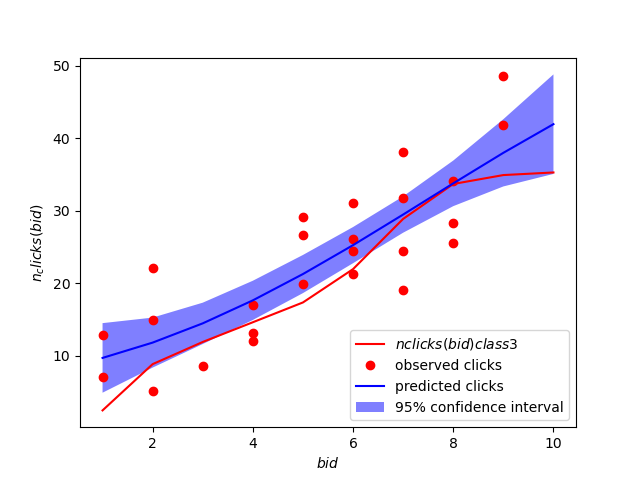 50
40
30
20
10
n_clicks(bid)
2
4
6
8
10
bid
nclicks(bid)class3
observed clicks
predicted clicks
95% confidence interval